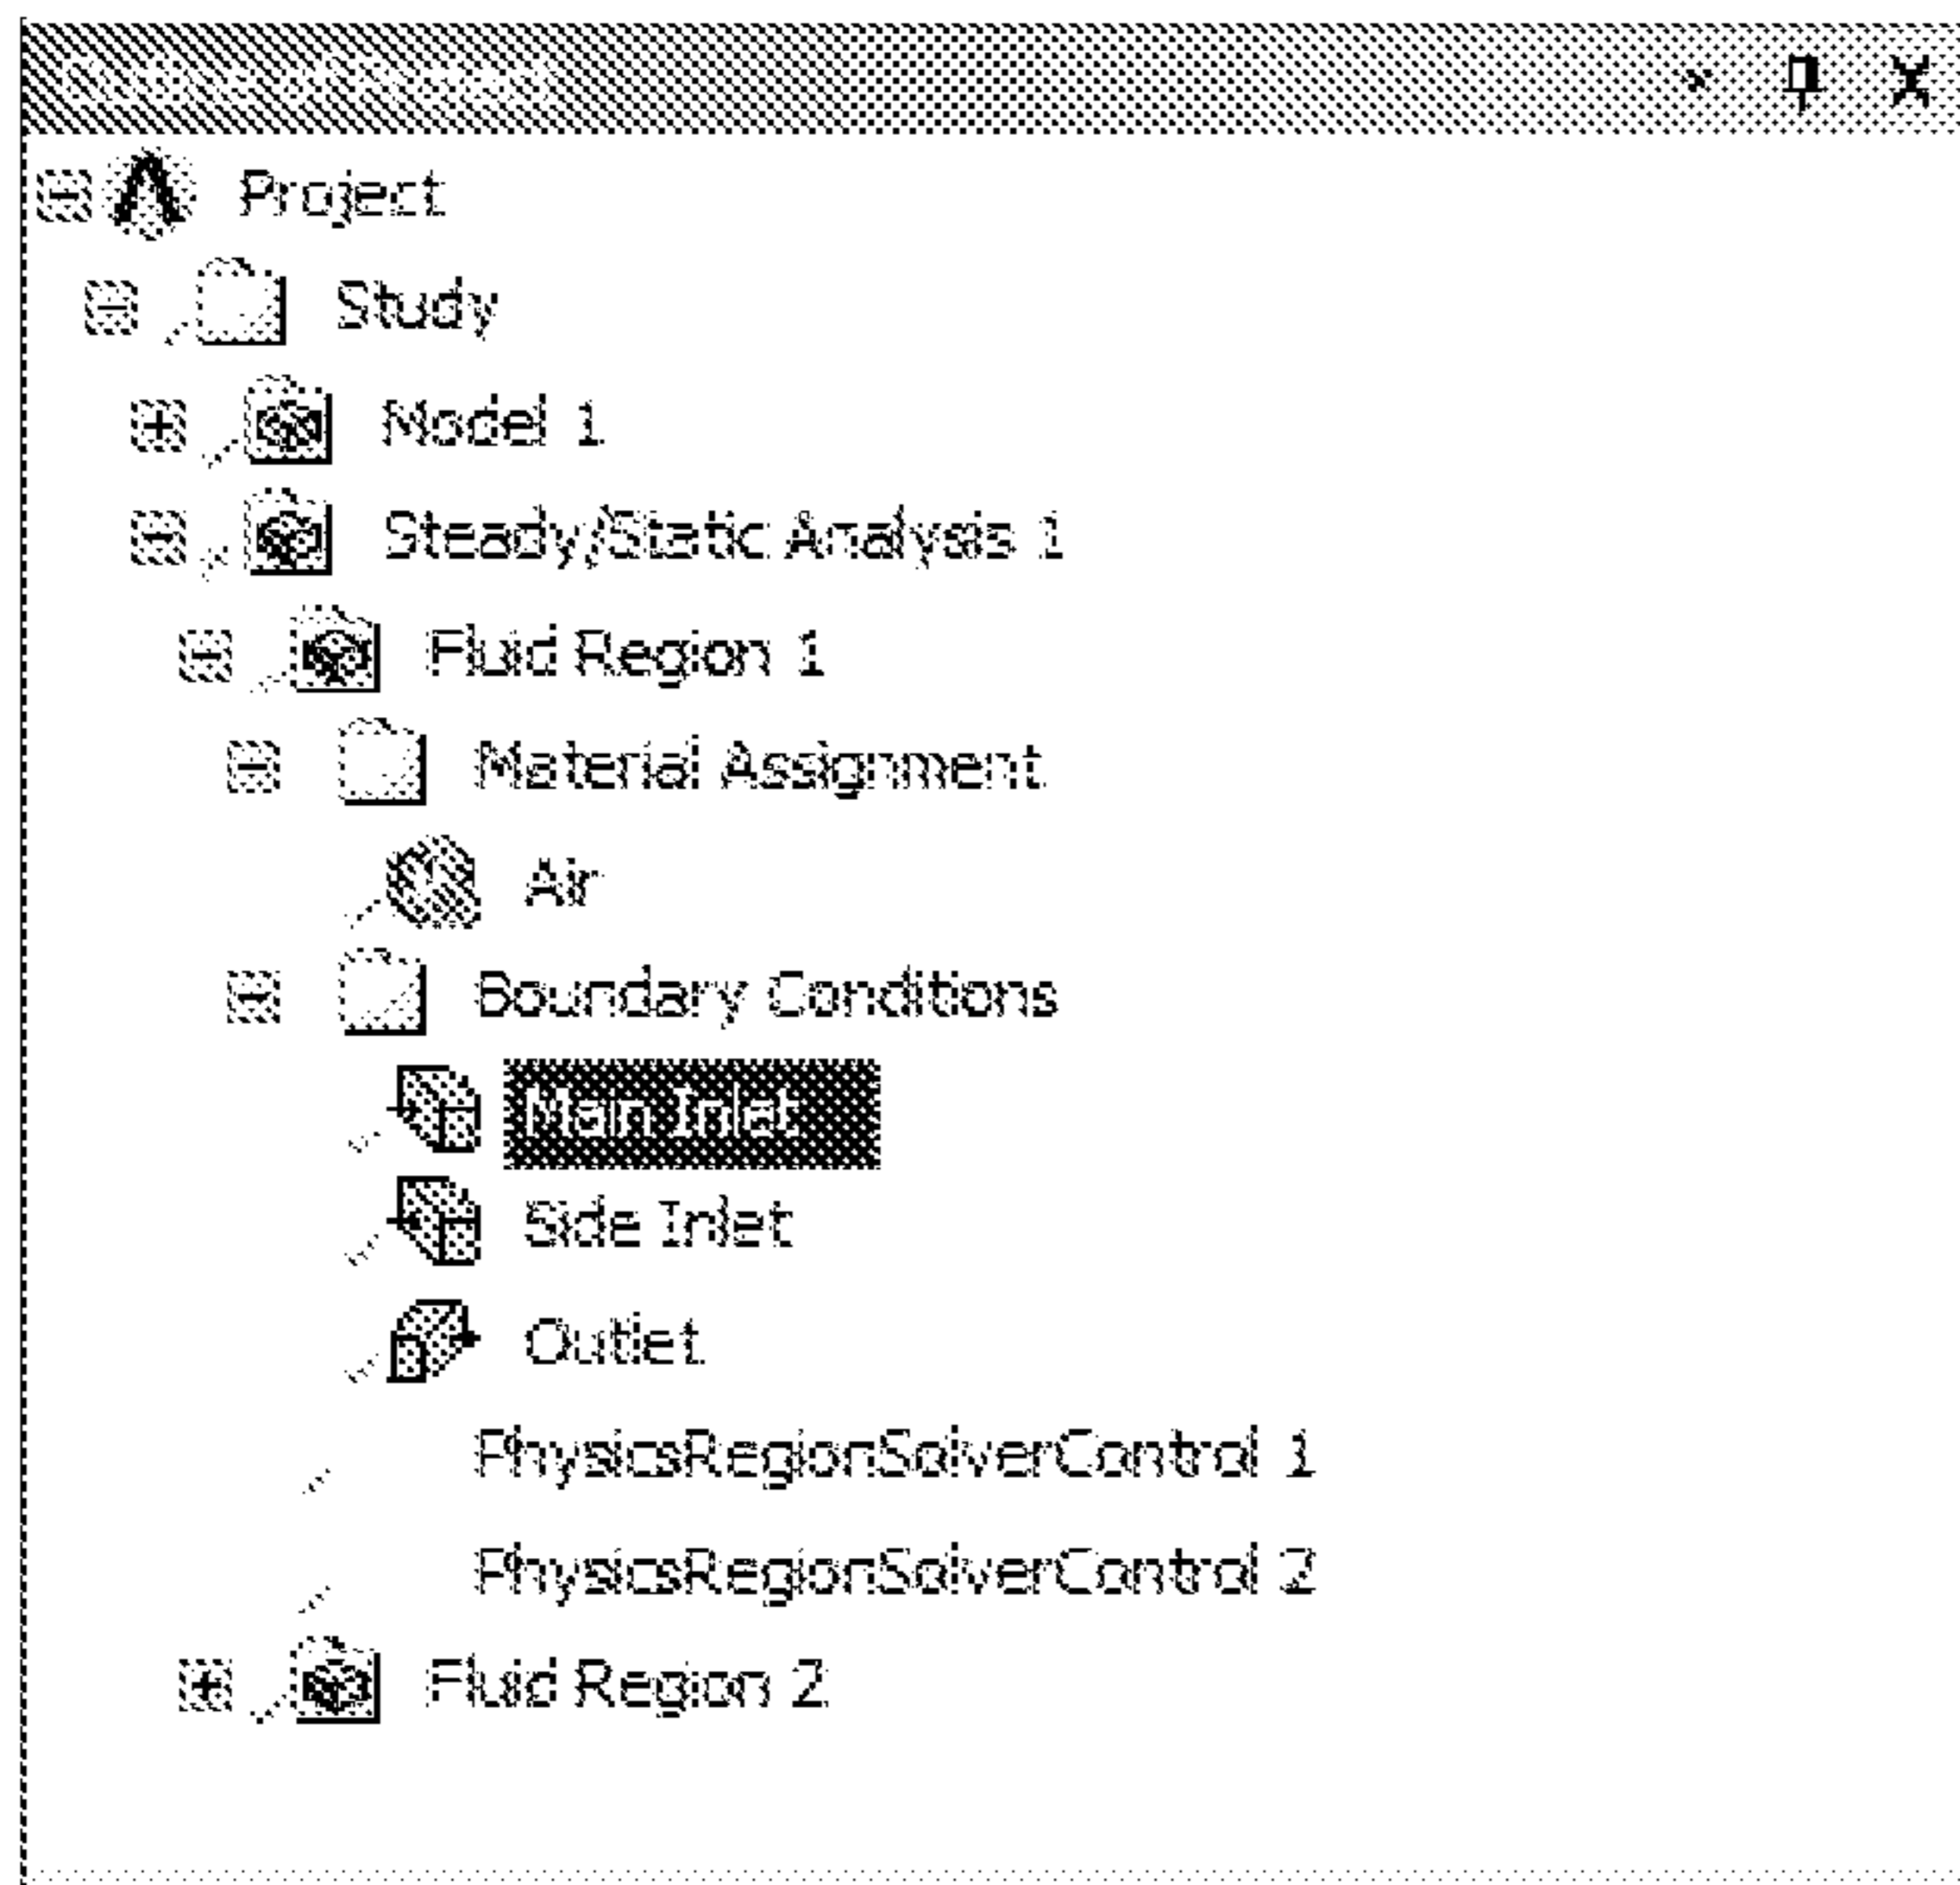 Project
Study
Model 1
Steady/Static Analysis 1
Fluid Region 1
Material Assignment
Air
Boundary Conditions
Main Inlet
Side Inlet
Outlet
PhysicsRegionSolverControl 1
PhysicsRegionSolverControl 2
Fluid Region 2